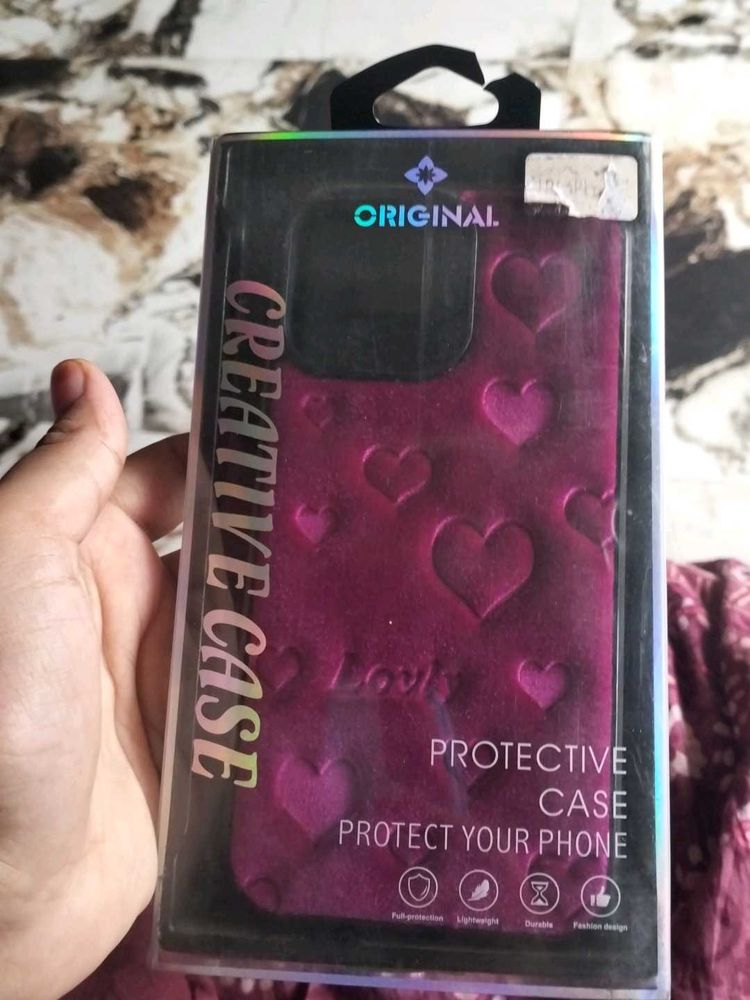 ORIGINAL
CREATIVE CASE
Lovly
PROTECTIVE
CASE
PROTECT YOUR PHONE
Full-protection
Lightweight
Durable
Fashion design